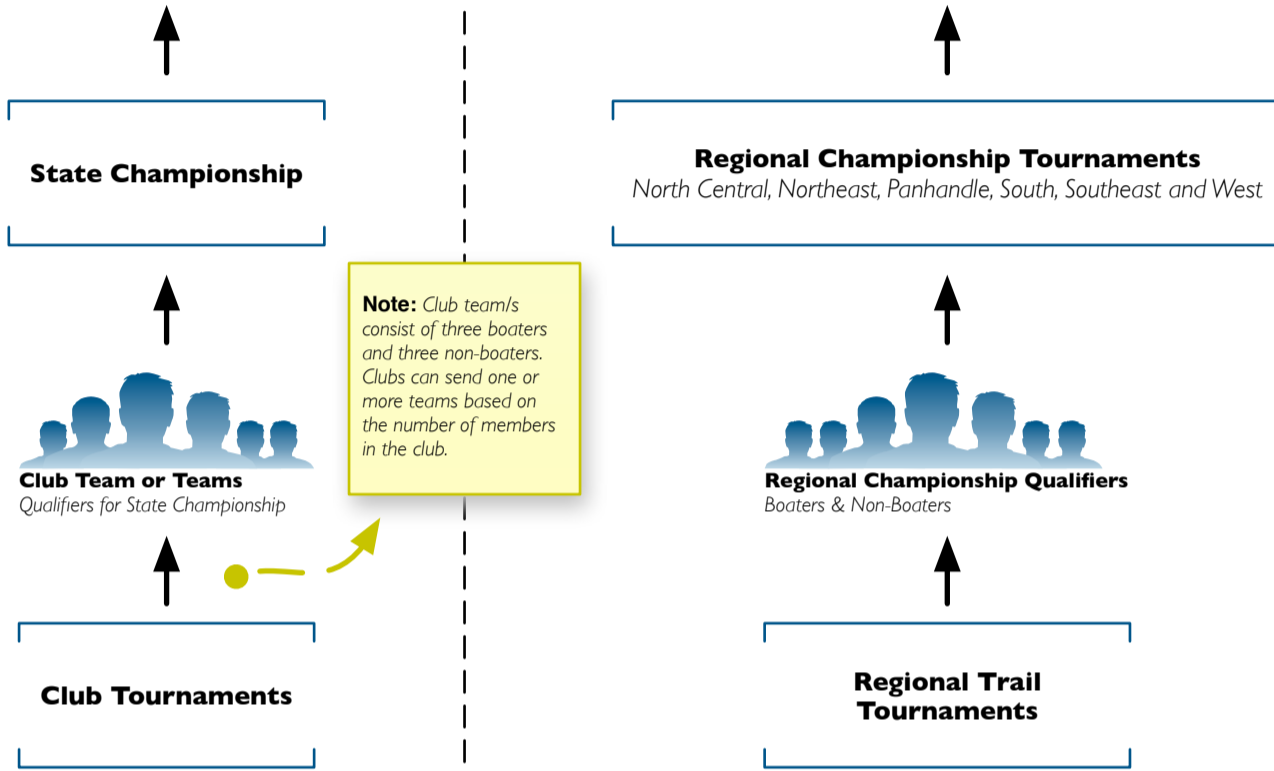 State Championship
Regional Championship Tournaments
North Central, Northeast, Panhandle, South, Southeast and West
Note: Club team/s
consist of three boaters
and three non-boaters.
Clubs can send one or
more teams based on
the number of members
in the club.
Club Team or Teams
Qualifiers for State Championship
Regional Championship Qualifiers
Boaters & Non-Boaters
Club Tournaments
Regional Trail
Tournaments